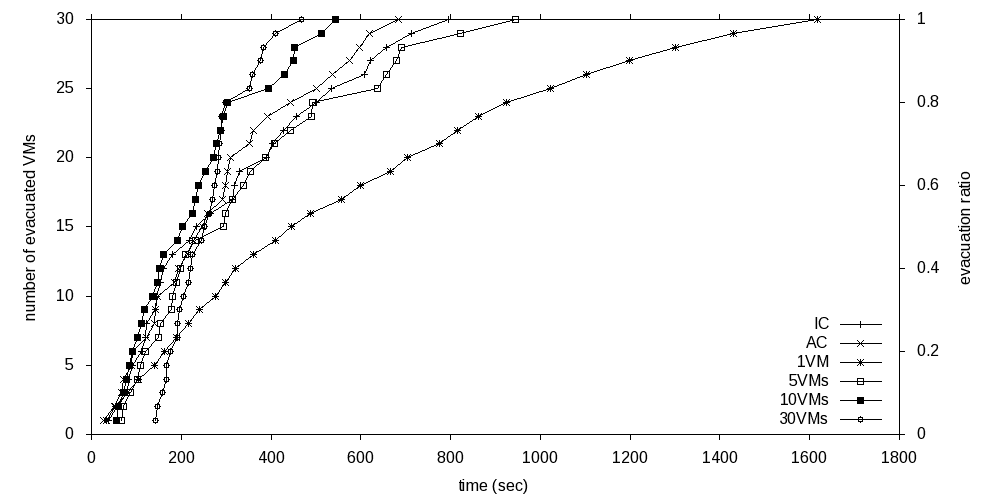 30
25
20
15
10
5
0
number of evacuated VMs
1
0.8
0.6
0.4
0.2
0
evacuation ratio
IC
AC
1VM
5VMs
10VMs
30VMs
0 200 400 600 800 1000 1200 1400 1600 1800
time (sec)